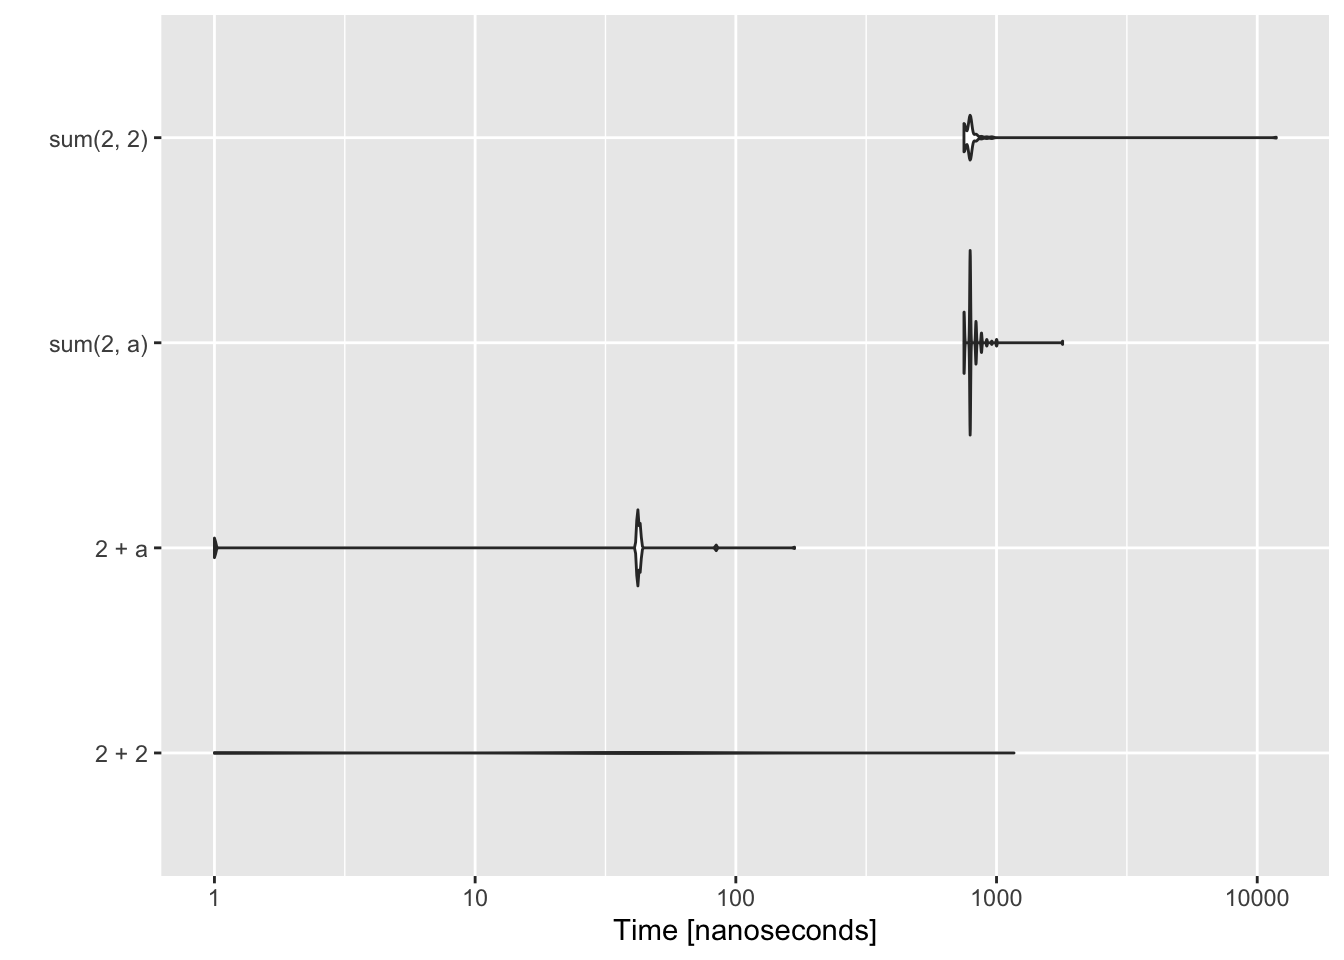 sum(2, 2)
sum(2, a)
2 + a
2 + 2
1 10 100 1000 10000
Time [nanoseconds]